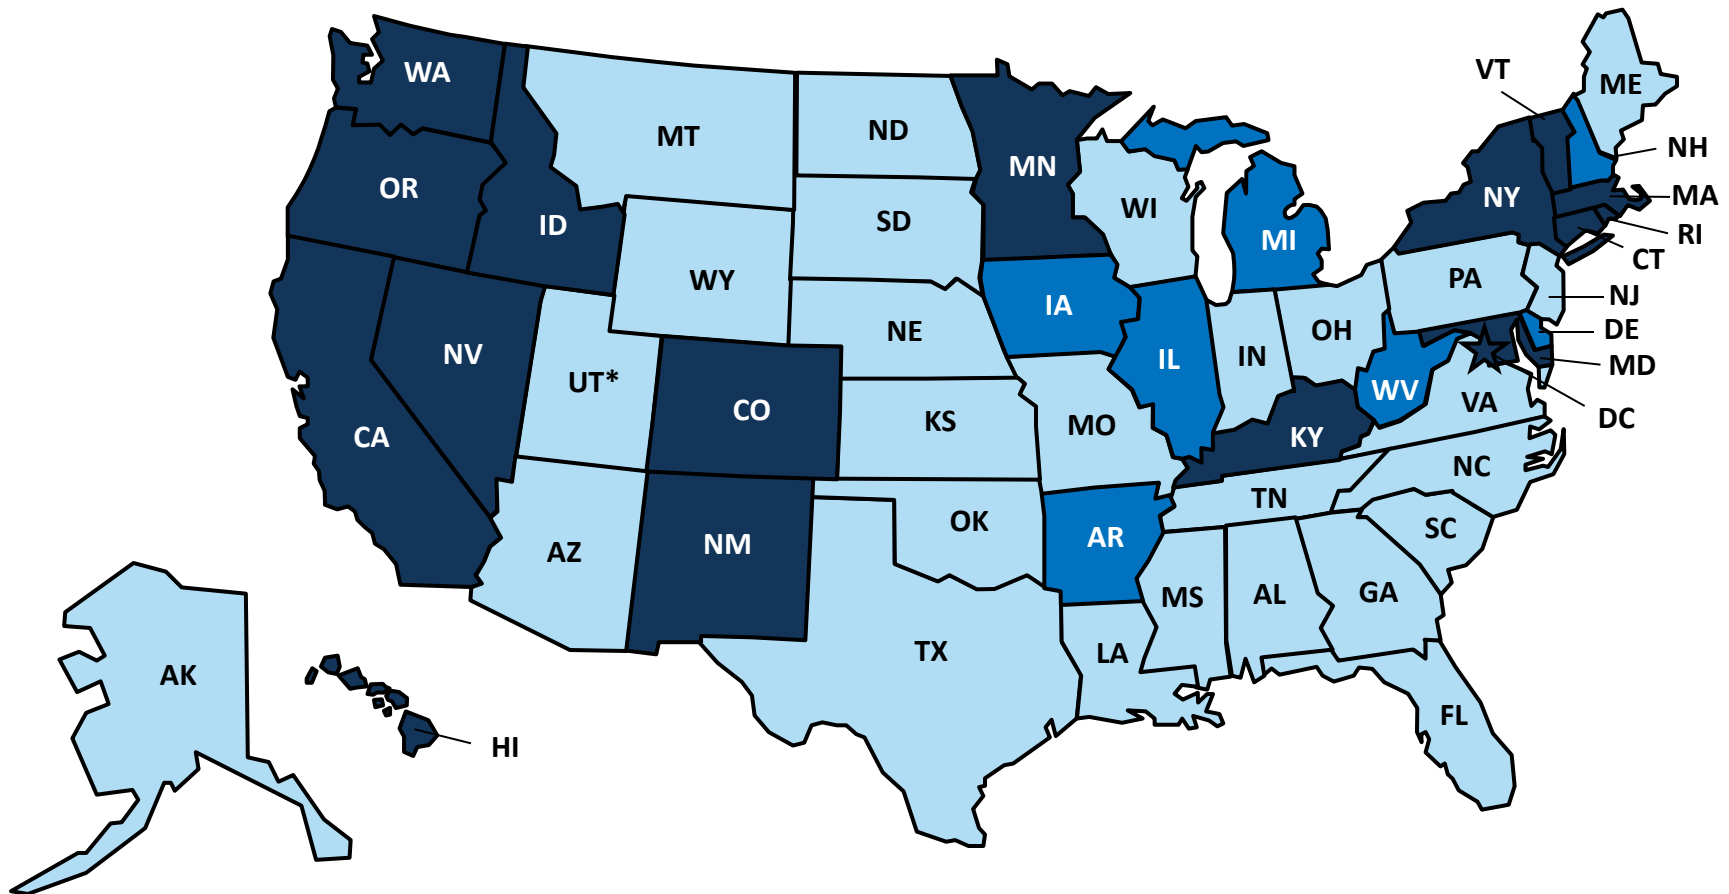 WA
VT
ME
MT
ND
NH
MN
OR
NY
MA
WI
ID
SD
RI
MI
CT
WY
PA
NJ
IA
NE
DE
OH
NV
IN
IL
MD
UT*
WV
CO
VA
DC
KS
MO
CA
KY
NC
TN
OK
SC
AR
NM
AZ
GA
AL
MS
TX
LA
AK
FL
HI